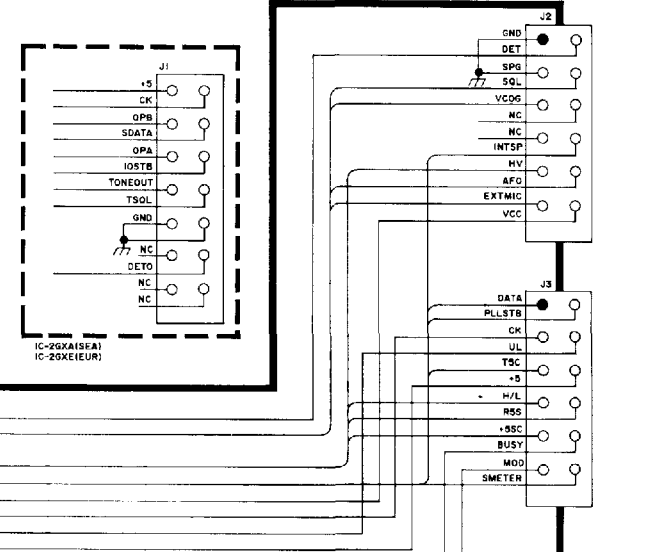 J1
+5
CK
OPB
SDATA
OPA
IOSTB
TONEOUT
TSQL
GND
NC
DETO
NC
NC
IC-2GXA(SEA)
IC-2GXE(EUR)
J2
GND
DET
SPG
SQL
VCOG
NC
NC
INTSP
HV
AFO
EXTMIC
VCC
J3
DATA
PLLSTB
CK
UL
T5C
+5
H/L
R5S
+5SC
BUSY
MOD
SMETER